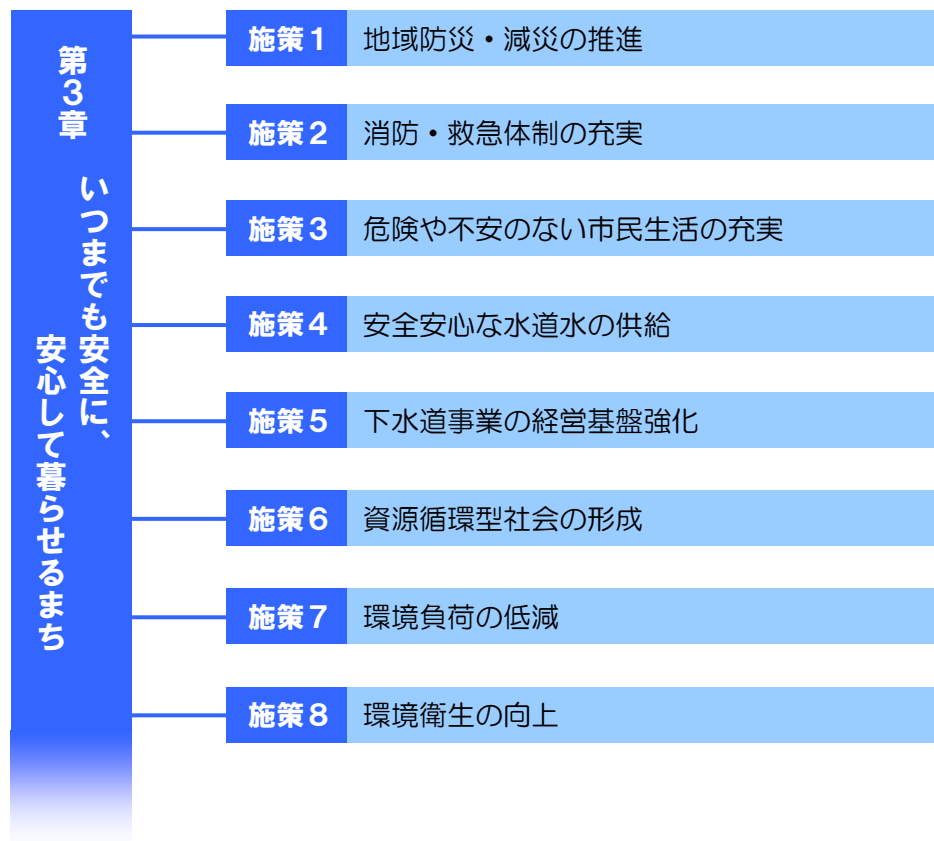 第3章
いつまでも安全に、
安心して暮らせるまち
施策1 地域防災・減災の推進
施策2 消防・救急体制の充実
施策3 危険や不安のない市民生活の充実
施策4 安全安心な水道水の供給
施策5 下水道事業の経営基盤強化
施策6 資源循環型社会の形成
施策7 環境負荷の低減
施策8 環境衛生の向上